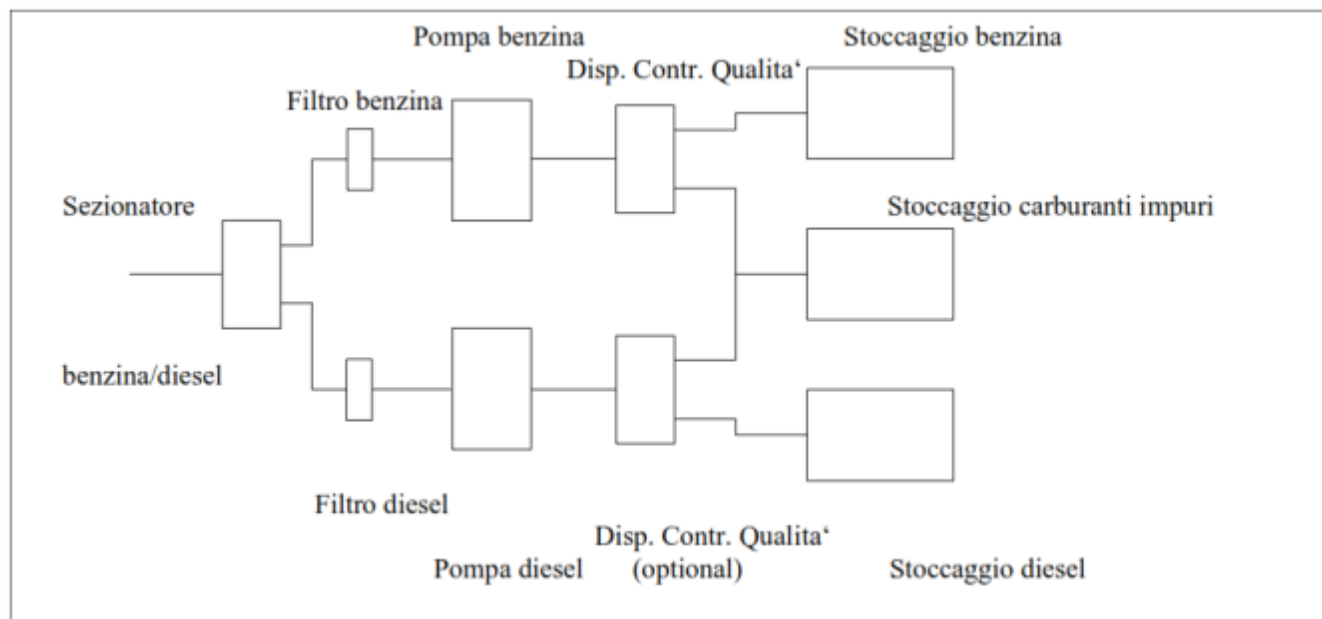 Pompa benzina
Stoccaggio benzina
Disp. Contr. Qualita‘
Filtro benzina
Sezionatore
Stoccaggio carburanti impuri
benzina/diesel
Filtro diesel
Disp. Contr. Qualita‘
Pompa diesel
(optional)
Stoccaggio diesel